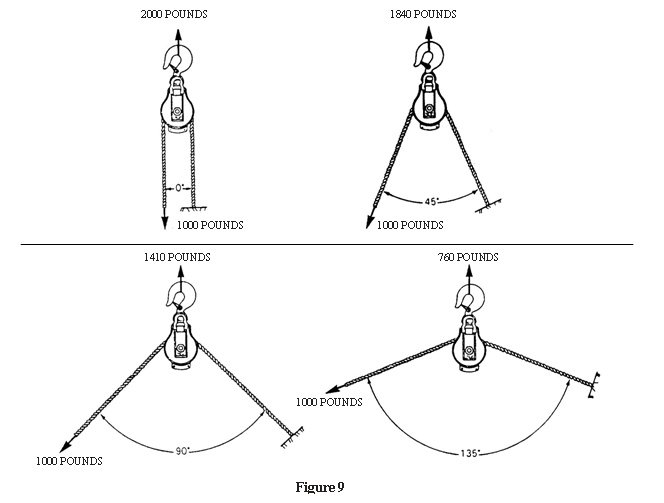 2000 POUNDS
1840 POUNDS
0°
45°
1000 POUNDS
1000 POUNDS
1410 POUNDS
760 POUNDS
1000 POUNDS
90°
135°
1000 POUNDS
Figure 9